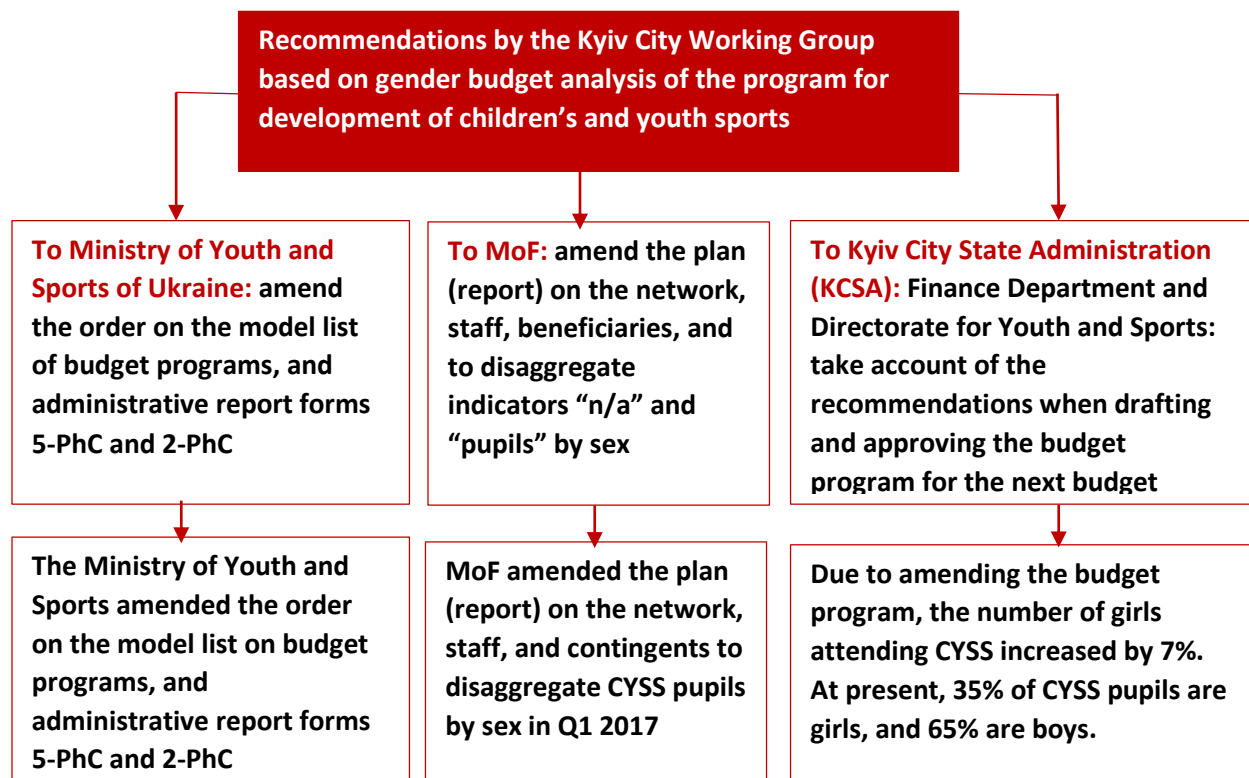 Recommendations by the Kyiv City Working Group
based on gender budget analysis of the program for
development of children’s and youth sports
To Ministry of Youth and
Sports of Ukraine: amend
the order on the model list
of budget programs, and
administrative report forms
5-PhC and 2-PhC
To MoF: amend the plan
(report) on the network,
staff, beneficiaries, and
to disaggregate
indicators “n/a” and
“pupils” by sex
To Kyiv City State Administration
(KCSA): Finance Department and
Directorate for Youth and Sports:
take account of the
recommendations when drafting
and approving the budget
program for the next budget
The Ministry of Youth and
Sports amended the order
on the model list on budget
programs, and
administrative report forms
5-PhC and 2-PhC
MoF amended the plan
(report) on the network,
staff, and contingents to
disaggregate CYSS pupils
by sex in Q1 2017
Due to amending the budget
program, the number of girls
attending CYSS increased by 7%.
At present, 35% of CYSS pupils are
girls, and 65% are boys.